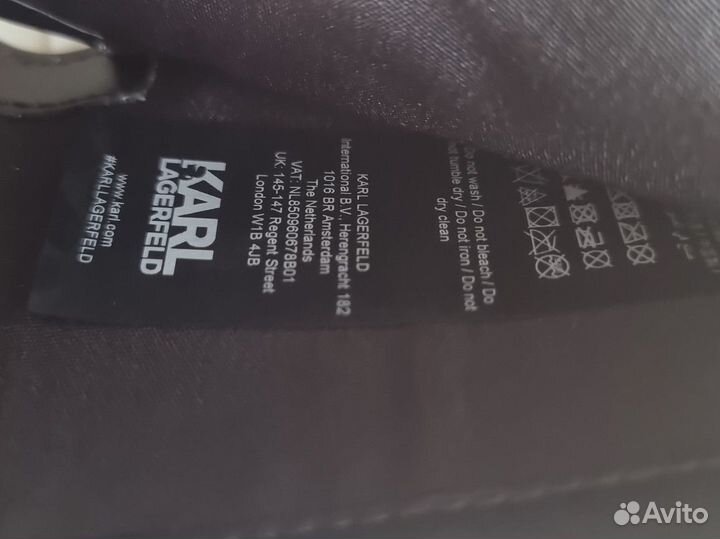 Do not wash / Do not bleach / Do
not tumble dry / Do not iron / Do not
dry clean
KARL LAGERFELD
International B.V., Herengracht 182
1016 BR Amsterdam
The Netherlands
VAT: NL850960678B01
UK 145-147 Regent Street
London W1B 4JB
KARL
LAGERFELD
www.karl.com
#KARLLAGERFELD
Avito